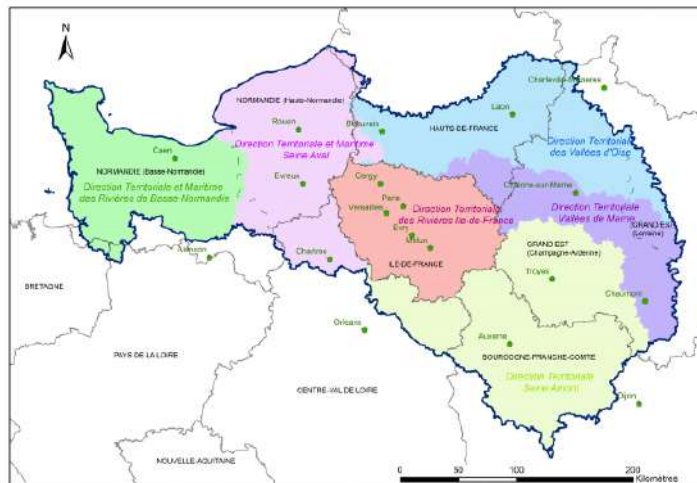 N
Charleville-Mézières
NORMANDIE (Haute-Normandie)
Laon
Rouen
Beauvais
HAUTS-DE-FRANCE
Direction Territoriale et Maritime
Seine Aval
Direction Territoriale
des Vallées d'Oise
Caen
NORMANDIE (Basse-Normandie)
Direction Territoriale et Maritime
des Rivières de Basse Normandie
Evreux
Cergy
Châlons-sur-Marne
Paris
Versailles
Direction Territoriale
des Rivières Ile-de-France
Direction Territoriale
Vallées de Marne
Evry
Melun
GRAND EST
(Lorraine)
GRAND EST
(Champagne-Ardenne)
Alençon
Chartres
ILE-DE-FRANCE
Troyes
BRETAGNE
Chaumont
Orléans
Auxerre
PAYS DE LA LOIRE
BOURGOGNE-FRANCHE-COMTÉ
Direction Territoriale
Seine Amont
CENTRE-VAL DE LOIRE
Dijon
NOUVELLE-AQUITAINE
0 50 100 200
Kilomètres